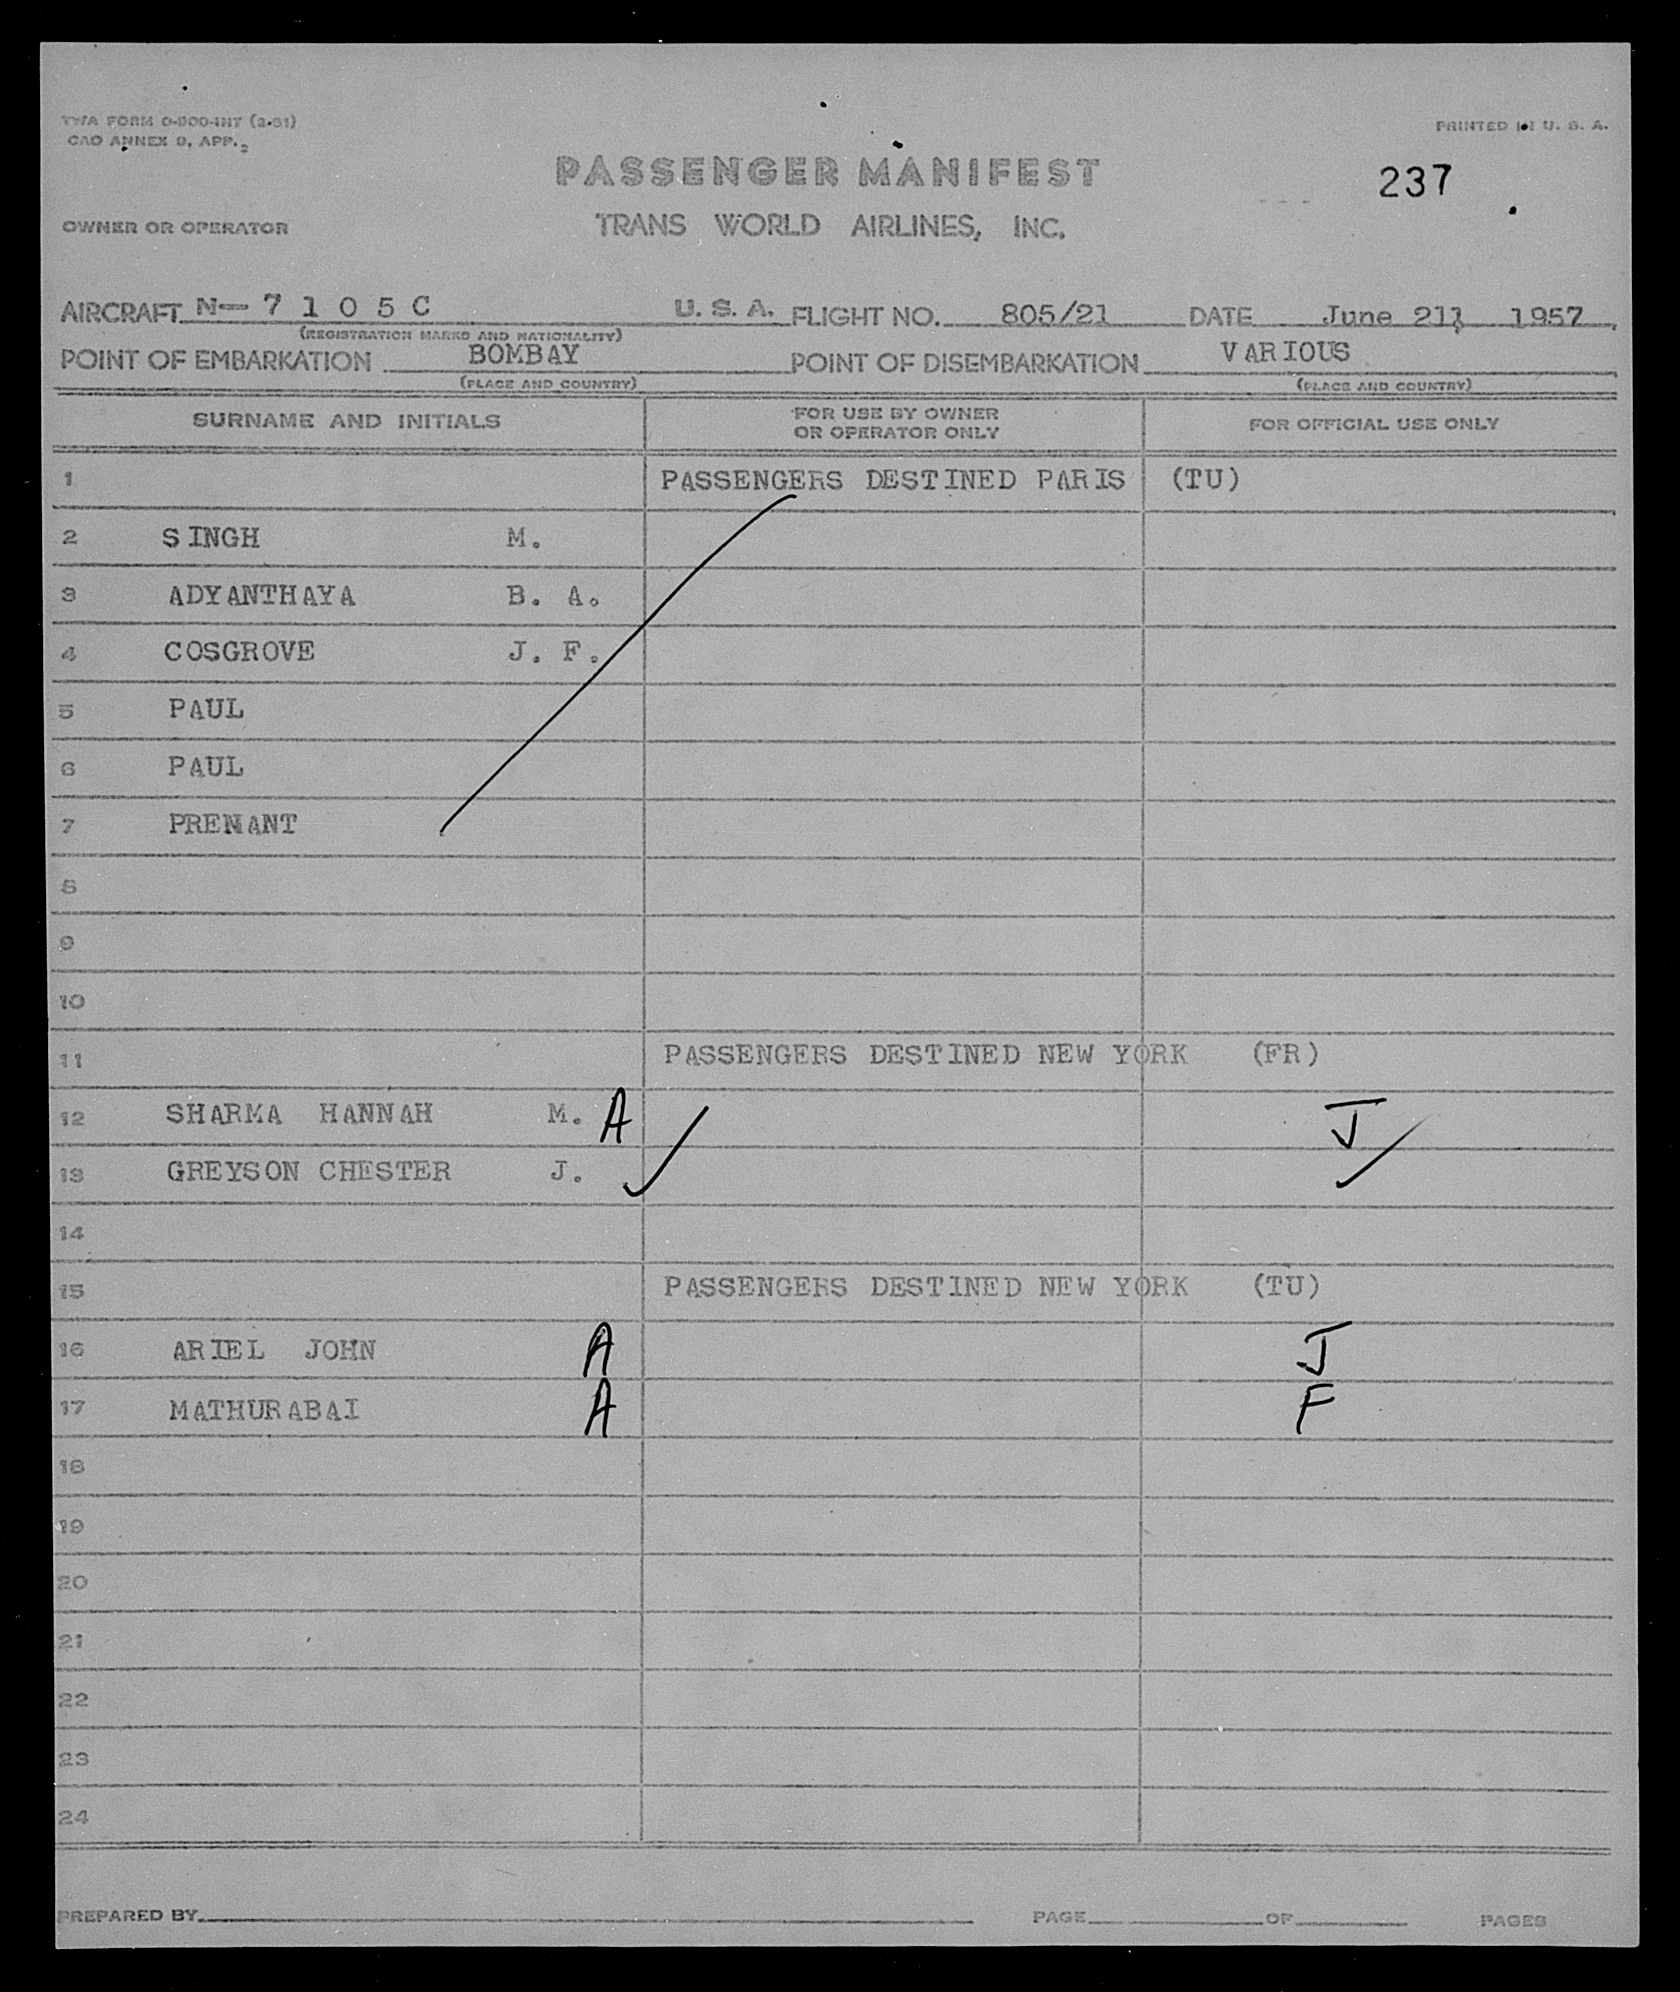 TWA FORM O-800-INT (2-51)
CAO ANNEX 9, APP. 2
PRINTED IN U. S. A.
PASSENGER MANIFEST
237
OWNER OR OPERATOR TRANS WORLD AIRLINES, INC.
AIRCRAFT N— 7 1 0 5 C U. S. A. FLIGHT NO. 805/21 DATE June 21, 1957
(REGISTRATION MARKS AND NATIONALITY)
POINT OF EMBARKATION BOMBAY POINT OF DISEMBARKATION VARIOUS
(PLACE AND COUNTRY) (PLACE AND COUNTRY)
SURNAME AND INITIALS FOR USE BY OWNER OR OPERATOR ONLY FOR OFFICIAL USE ONLY
1 PASSENGERS DESTINED PARIS (TU)
2 SINGH M.
3 ADYANTHAYA B. A.
4 COSGROVE J. F.
5 PAUL
6 PAUL
7 PRENANT
8
9
10
11 PASSENGERS DESTINED NEW YORK (FR)
12 SHARMA HANNAH M. A J
13 GREYSON CHESTER J.
14
15 PASSENGERS DESTINED NEW YORK (TU)
16 ARIEL JOHN A J
17 MATHURABAI A F
18
19
20
21
22
23
24
PREPARED BY PAGE OF PAGES